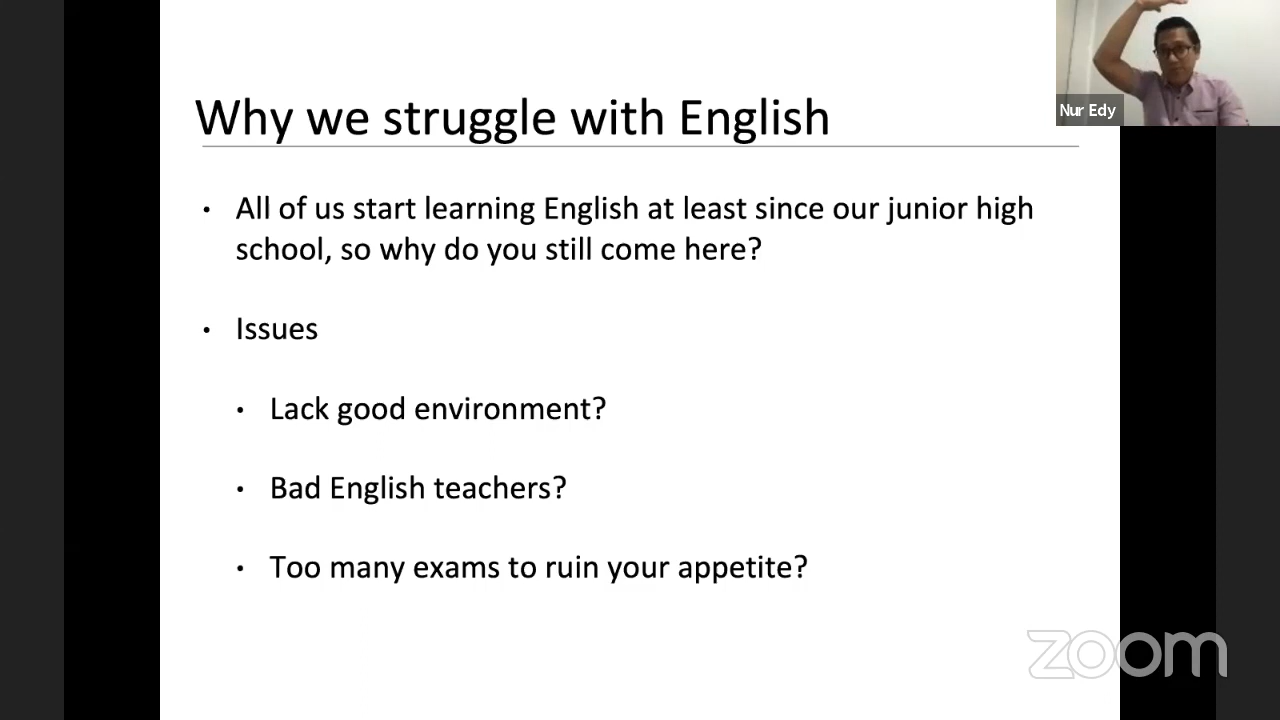 Why we struggle with English
• All of us start learning English at least since our junior high
school, so why do you still come here?
• Issues
• Lack good environment?
• Bad English teachers?
• Too many exams to ruin your appetite?
Nur Edy
zoom